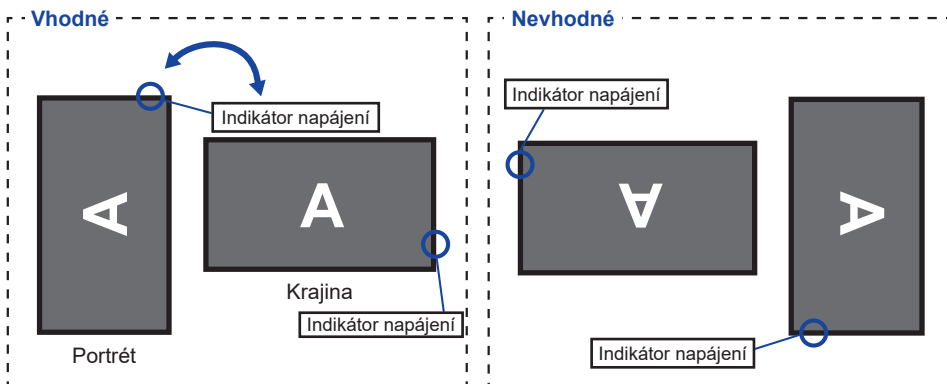 Vhodné
Indikátor napájení
A
A
Krajina
Indikátor napájení
Portrét
Nevhodné
Indikátor napájení
A
A
Indikátor napájení